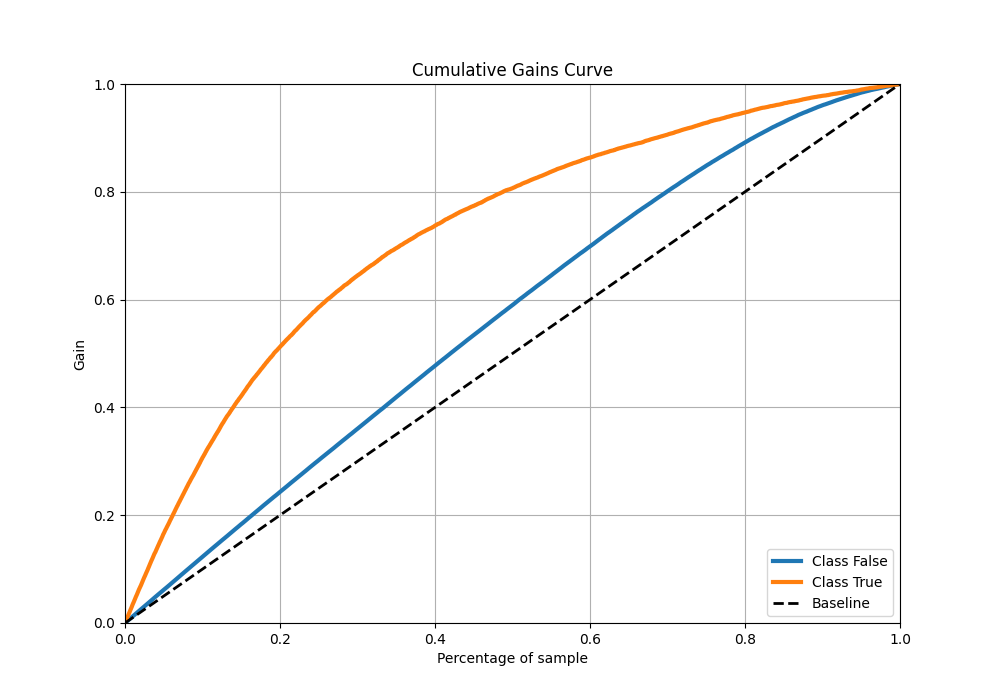 Cumulative Gains Curve
1.0
0.8
0.6
0.4
0.2
0.0
Gain
0.0 0.2 0.4 0.6 0.8 1.0
Percentage of sample
Class False
Class True
Baseline